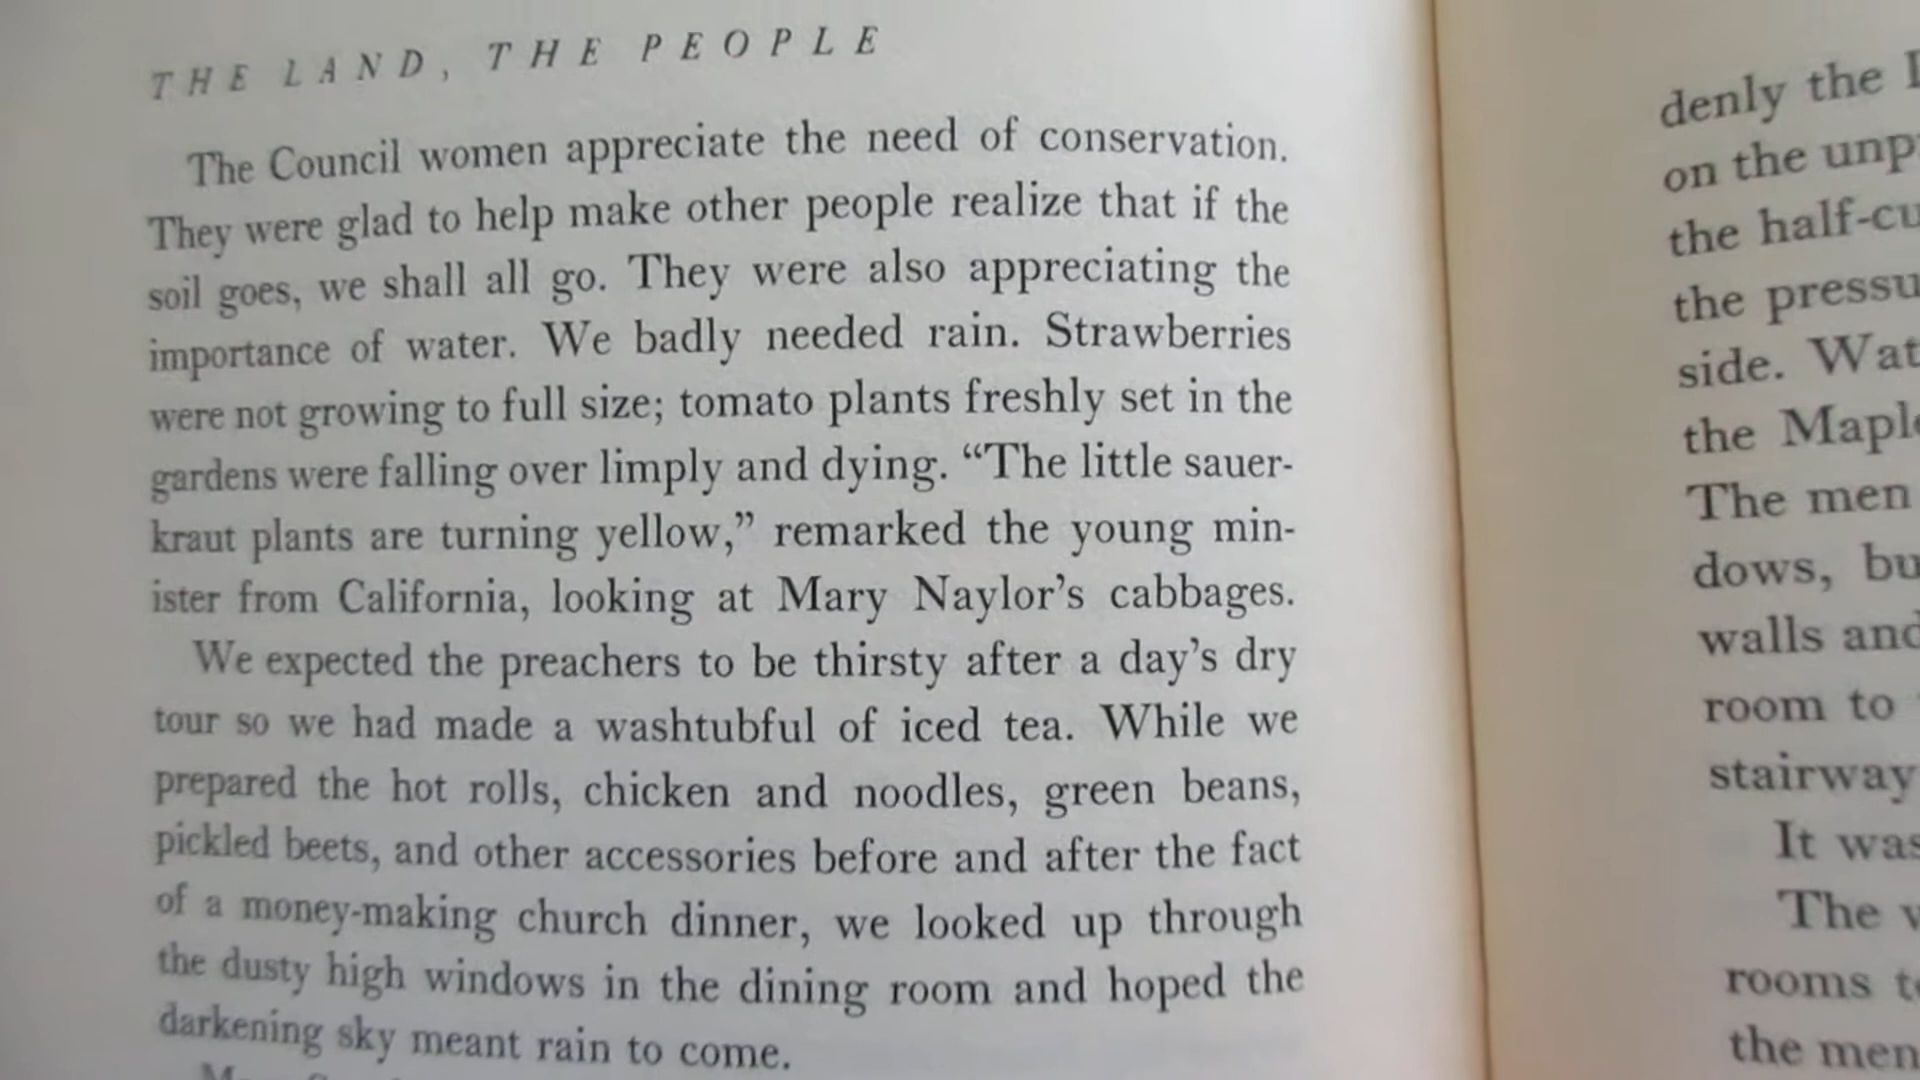 THE LAND, THE PEOPLE
The Council women appreciate the need of conservation.
They were glad to help make other people realize that if the
soil goes, we shall all go. They were also appreciating the
importance of water. We badly needed rain. Strawberries
were not growing to full size; tomato plants freshly set in the
gardens were falling over limply and dying. “The little sauer-
kraut plants are turning yellow,” remarked the young min-
ister from California, looking at Mary Naylor’s cabbages.
We expected the preachers to be thirsty after a day’s dry
tour so we had made a washtubful of iced tea. While we
prepared the hot rolls, chicken and noodles, green beans,
pickled beets, and other accessories before and after the fact
of a money-making church dinner, we looked up through
the dusty high windows in the dining room and hoped the
darkening sky meant rain to come.
denly the
on the
the
the
side.
the
The men
dows,
walls and
room to
stairway
It was
The
rooms
the men